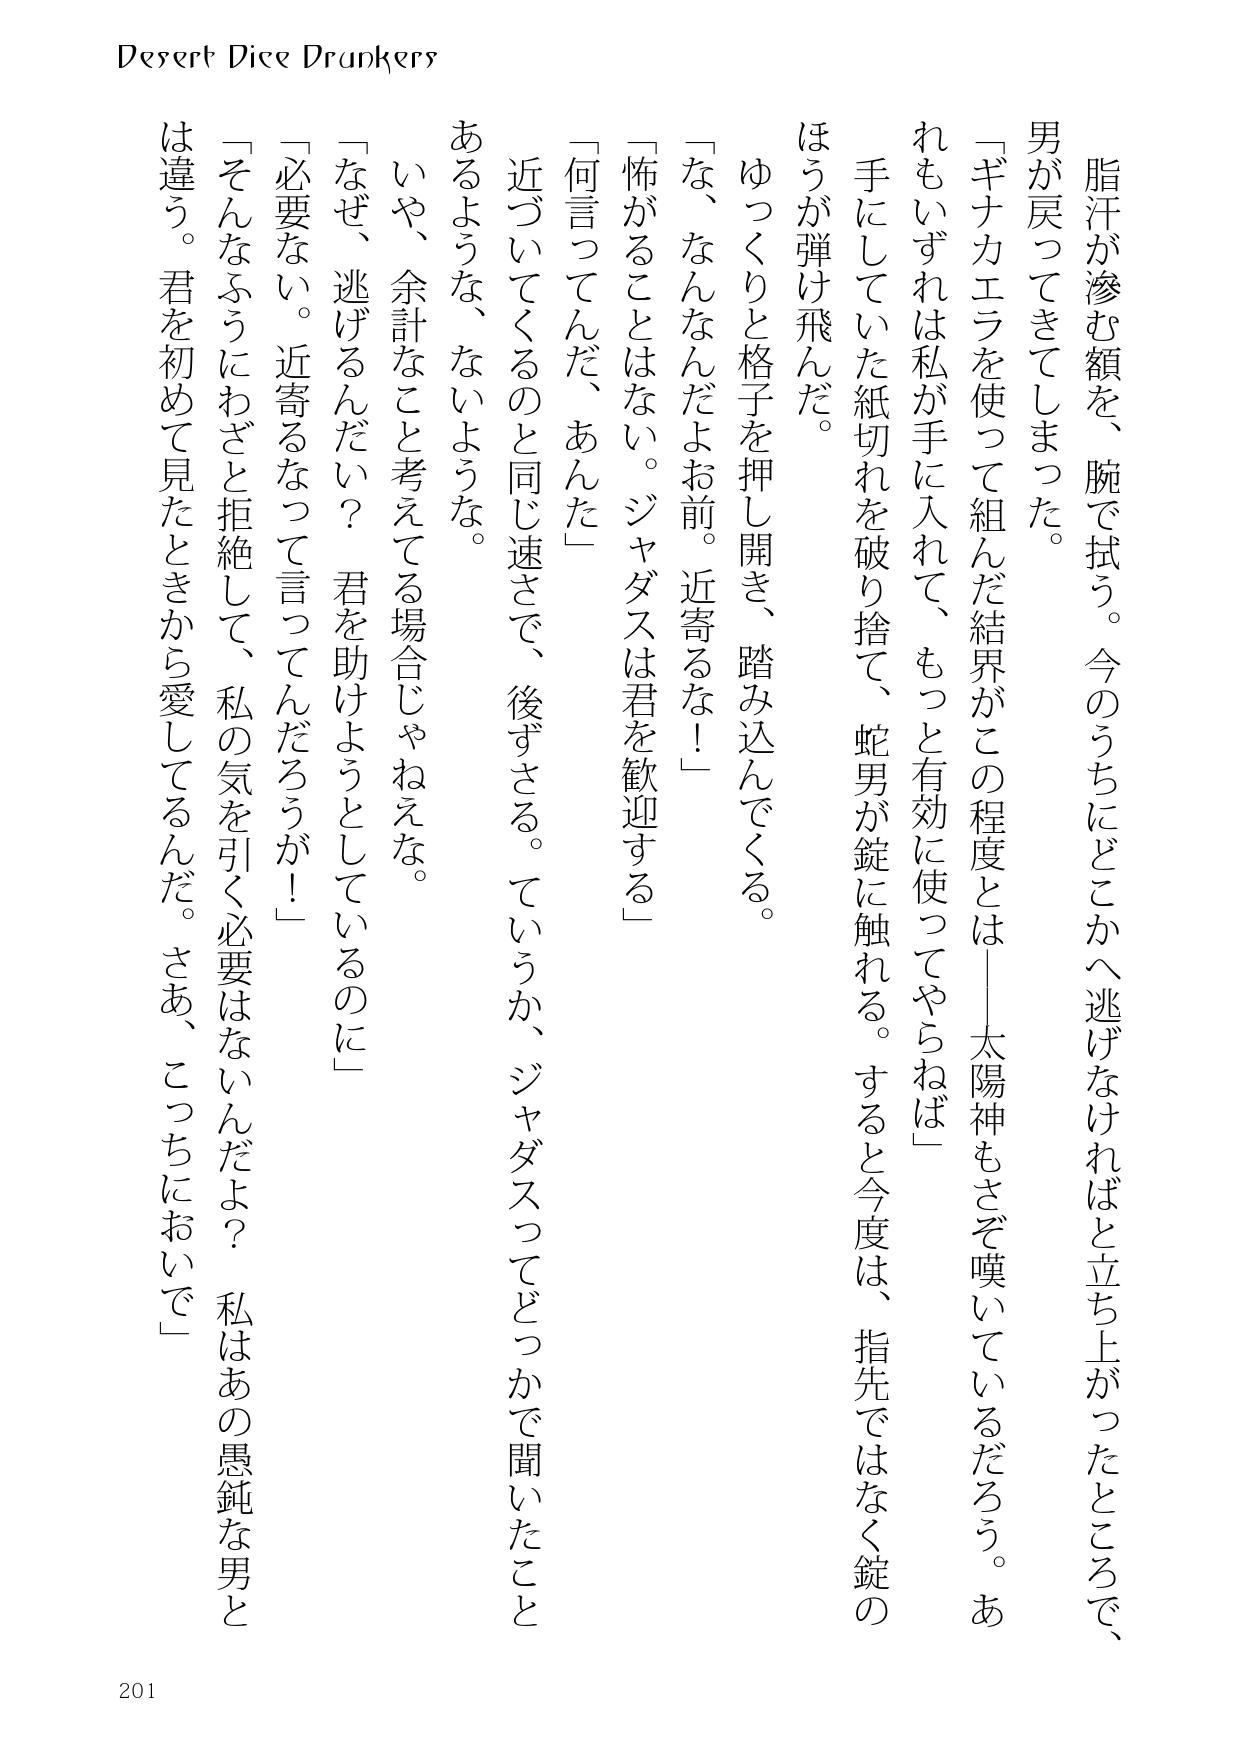 Desert Dice Drunkers
　脂汗が滲む額を、腕で拭う。今のうちにどこかへ逃げなければと立ち上がったところで、
男が戻ってきてしまった。
「ギナカエラを使って組んだ結界がこの程度とは――太陽神もさぞ嘆いているだろう。あ
れもいずれは私が手に入れて、もっと有効に使ってやらねば」
　手にしていた紙切れを破り捨て、蛇男が錠に触れる。すると今度は、指先ではなく錠の
ほうが弾け飛んだ。
　ゆっくりと格子を押し開き、踏み込んでくる。
「な、なんなんだよお前。近寄るな！」
「怖がることはない。ジャダスは君を歓迎する」
「何言ってんだ、あんた」
　近づいてくるのと同じ速さで、後ずさる。ていうか、ジャダスってどっかで聞いたこと
あるような、ないような。
　いや、余計なこと考えてる場合じゃねえな。
「なぜ、逃げるんだい？　君を助けようとしているのに」
「必要ない。近寄るなって言ってんだろうが！」
「そんなふうにわざと拒絶して、私の気を引く必要はないんだよ？　私はあの愚鈍な男と
は違う。君を初めて見たときから愛してるんだ。さあ、こっちにおいで」
201